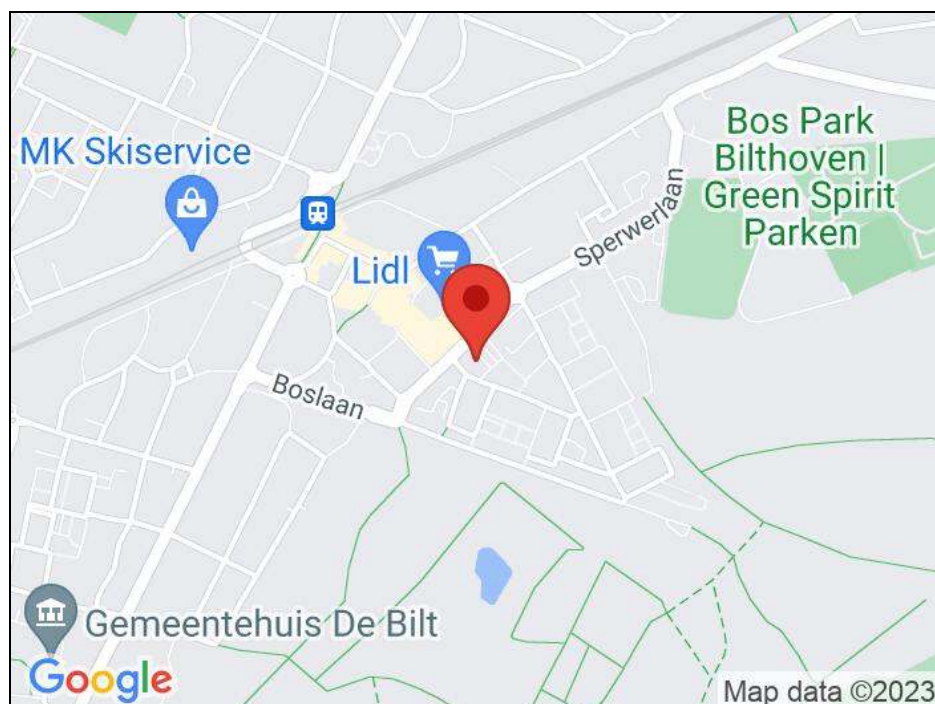 Bos Park
Bilthoven |
Green Spirit
Parken
MK Skiservice
Sperwerlaan
Lidl
Boslaan
Gemeentehuis De Bilt
Google
Map data ©2023